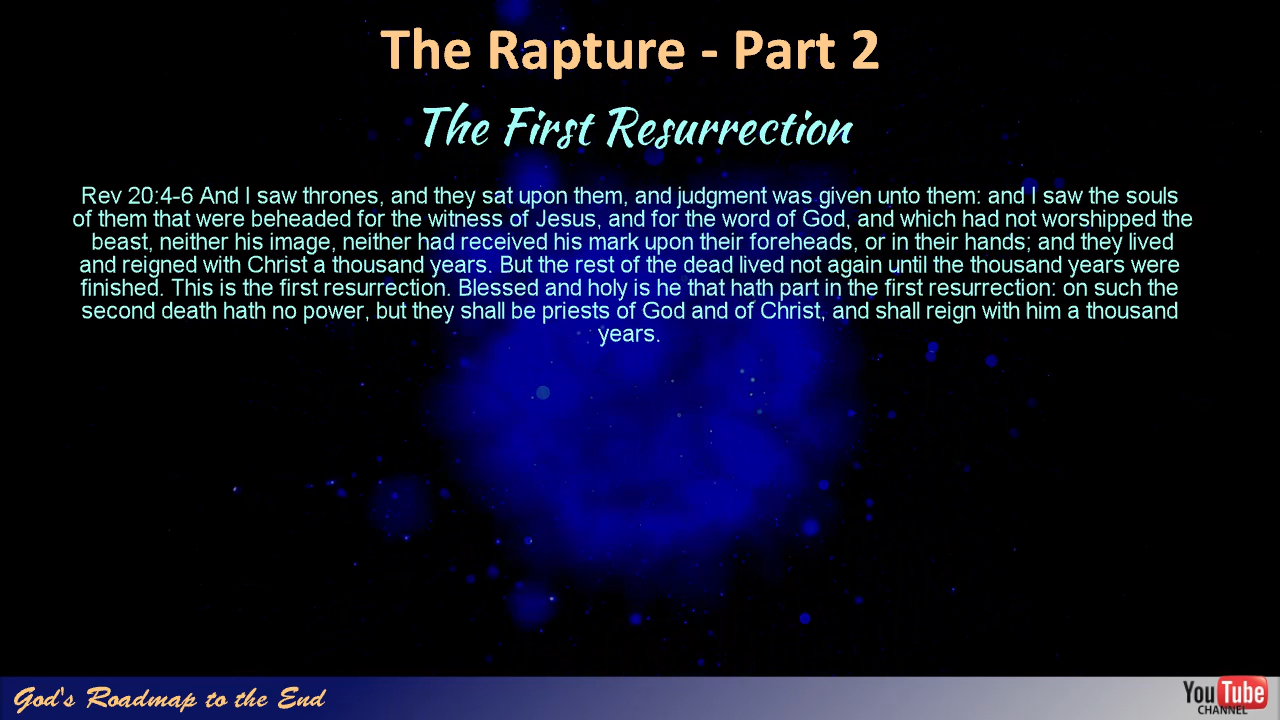 The Rapture - Part 2
The First Resurrection
Rev 20:4-6 And I saw thrones, and they sat upon them, and judgment was given unto them: and I saw the souls
of them that were beheaded for the witness of Jesus, and for the word of God, and which had not worshipped the
beast, neither his image, neither had received his mark upon their foreheads, or in their hands; and they lived
and reigned with Christ a thousand years. But the rest of the dead lived not again until the thousand years were
finished. This is the first resurrection. Blessed and holy is he that hath part in the first resurrection: on such the
second death hath no power, but they shall be priests of God and of Christ, and shall reign with him a thousand
years.
God's Roadmap to the End
YouTube
CHANNEL